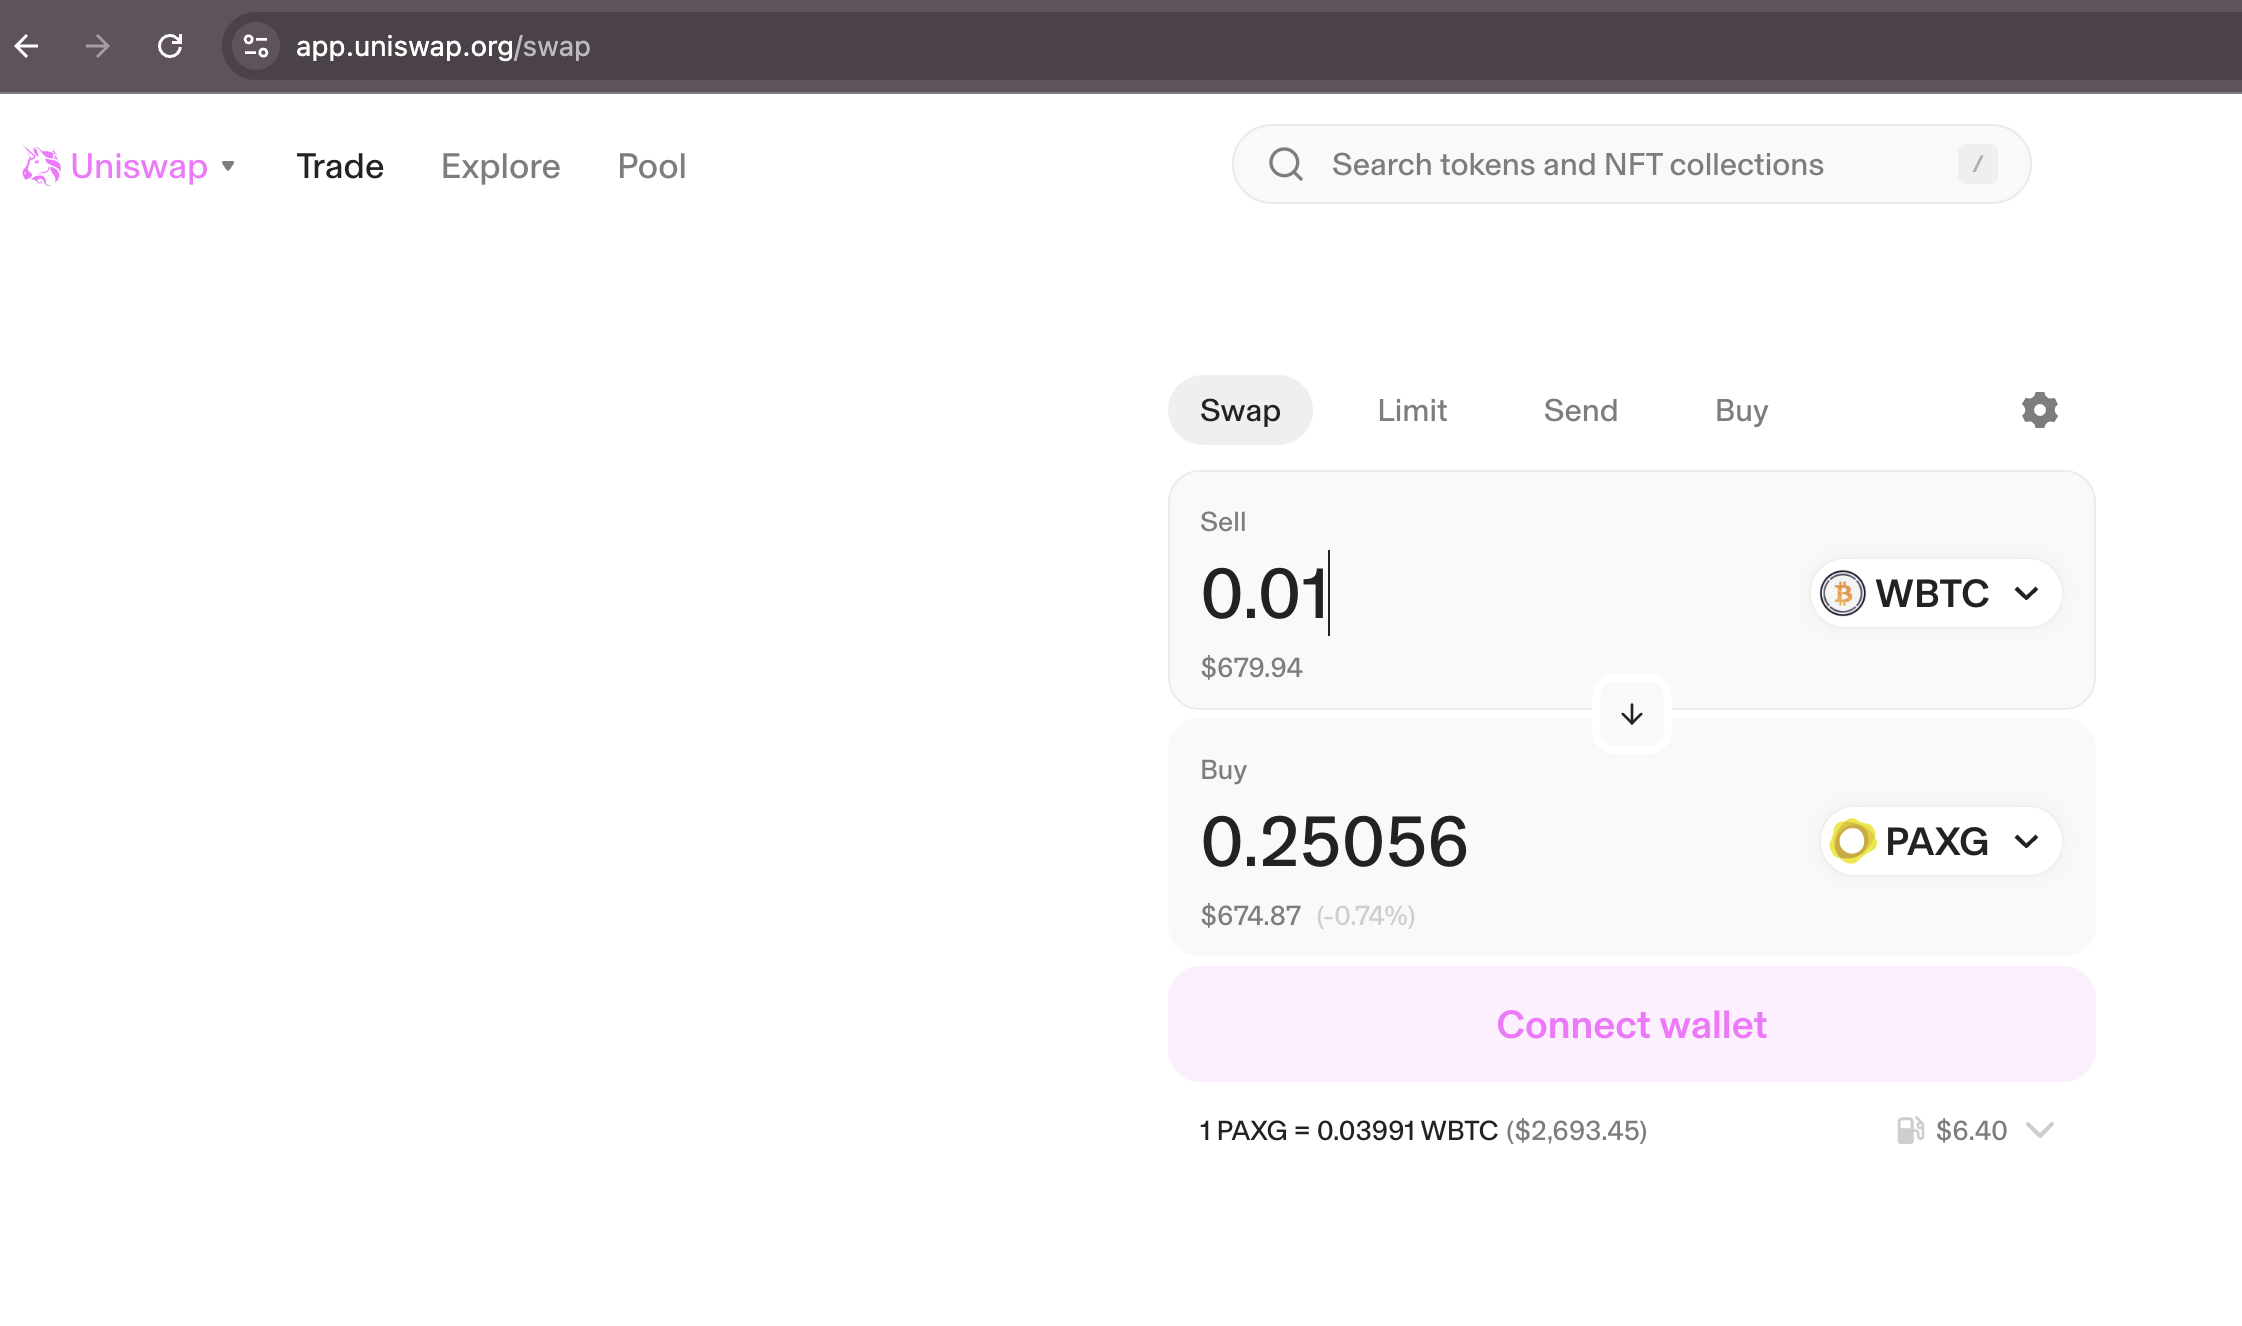 app.uniswap.org/swap
Uniswap Trade Explore Pool Search tokens and NFT collections /
Swap Limit Send Buy
Sell
0.01 WBTC
$679.94
Buy
0.25056 PAXG
$674.87 (-0.74%)
Connect wallet
1 PAXG = 0.03991 WBTC ($2,693.45) $6.40